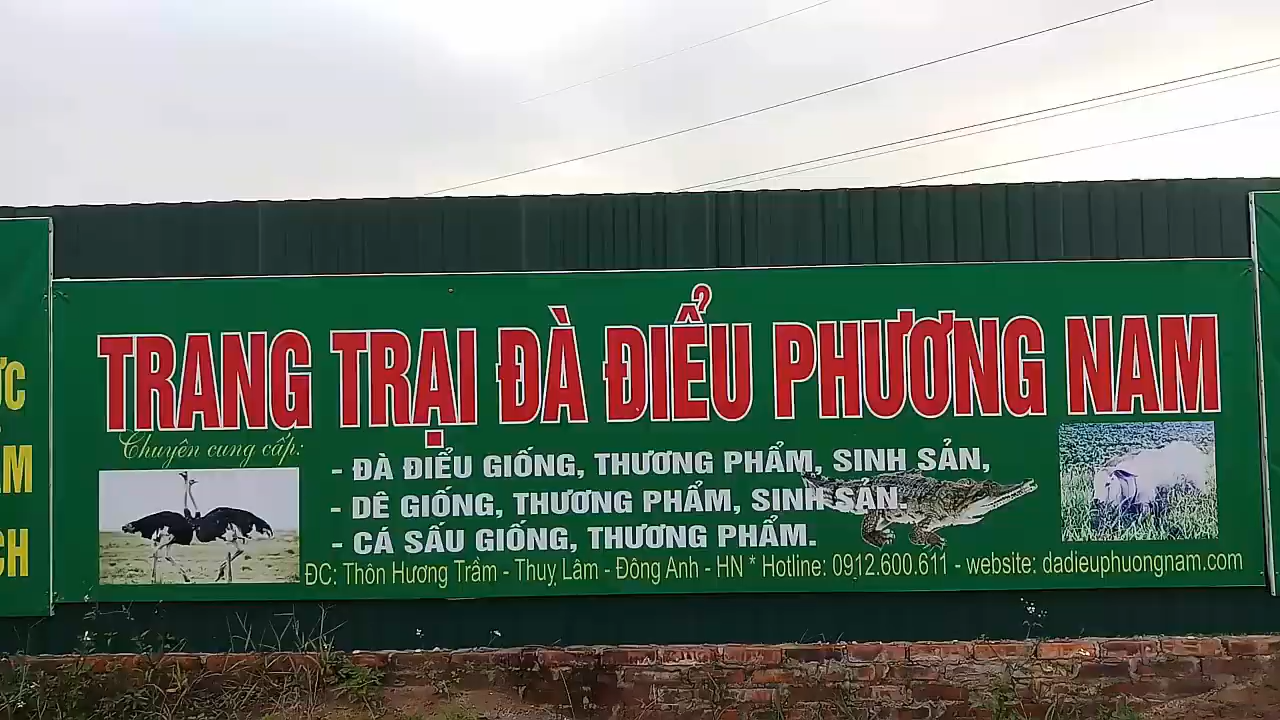 TRANG TRẠI ĐÀ ĐIỂU PHƯƠNG NAM
Chuyên cung cấp:
- ĐÀ ĐIỂU GIỐNG, THƯƠNG PHẨM, SINH SẢN,
- DÊ GIỐNG, THƯƠNG PHẨM, SINH SẢN.
- CÁ SẤU GIỐNG, THƯƠNG PHẨM.
ĐC: Thôn Hương Trầm - Thuỵ Lâm - Đông Anh - HN * Hotline: 0912.600.611 - website: dadieuphuongnam.com